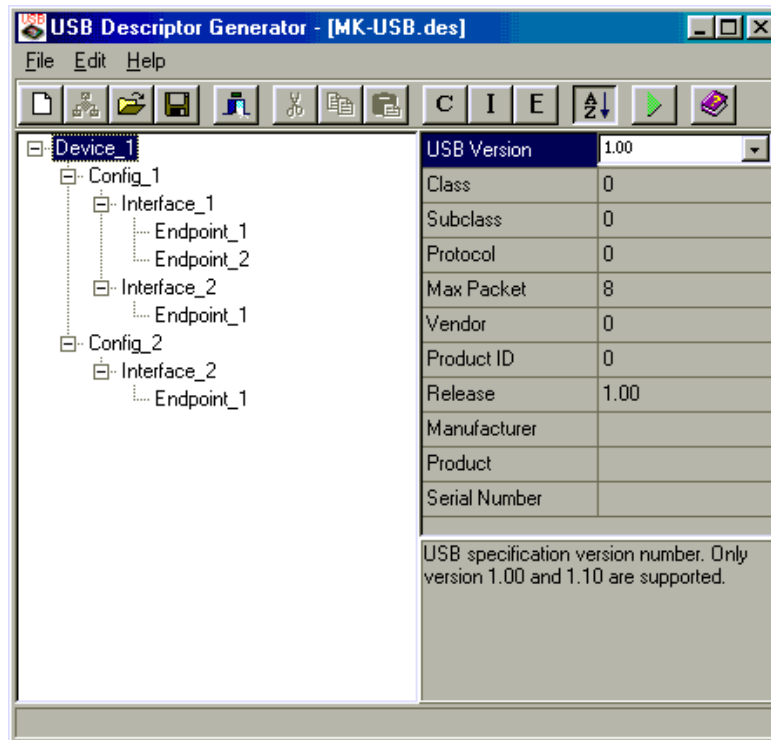 USB Descriptor Generator - [MK-USB.des]
File Edit Help
C I E
Device_1
Config_1
Interface_1
Endpoint_1
Endpoint_2
Interface_2
Endpoint_1
Config_2
Interface_2
Endpoint_1
USB Version 1.00
Class 0
Subclass 0
Protocol 0
Max Packet 8
Vendor 0
Product ID 0
Release 1.00
Manufacturer
Product
Serial Number
USB specification version number. Only
version 1.00 and 1.10 are supported.